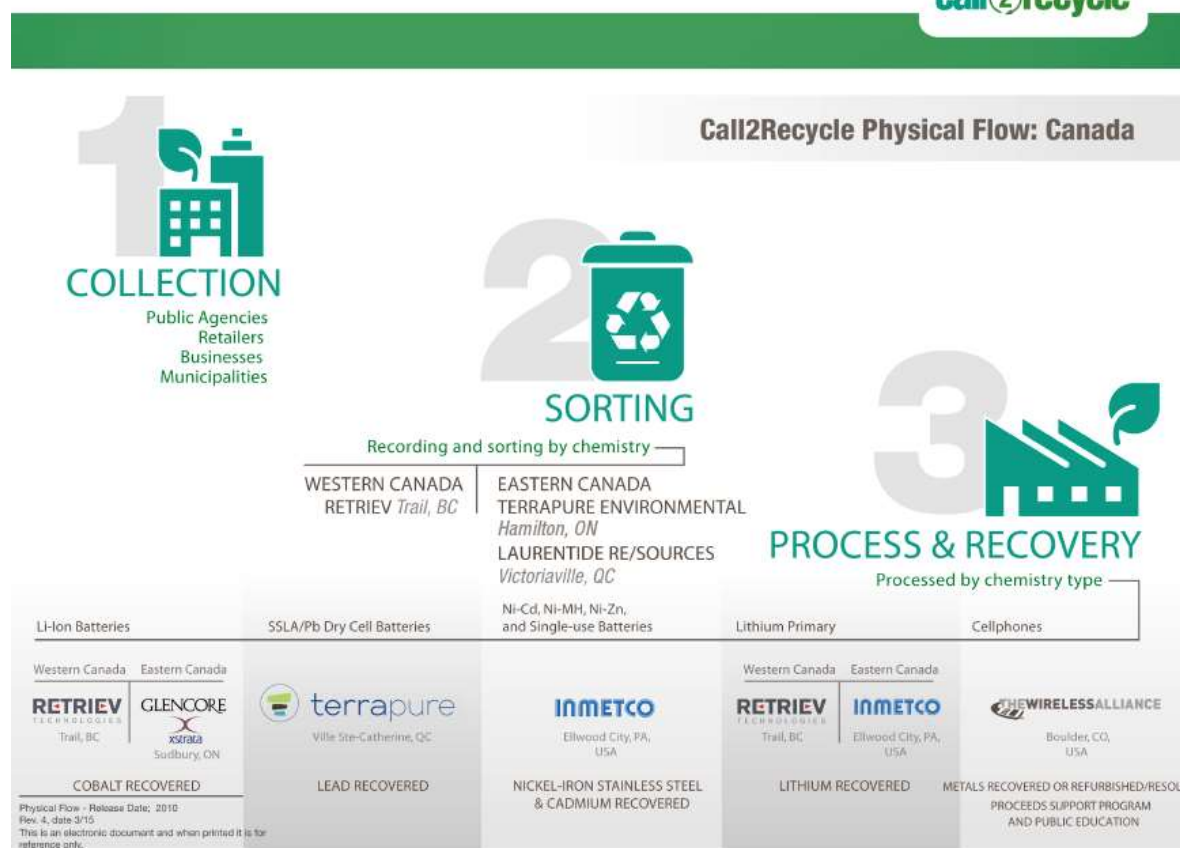 call2recycle
Call2Recycle Physical Flow: Canada
1
COLLECTION
Public Agencies
Retailers
Businesses
Municipalities
2
SORTING
Recording and sorting by chemistry
WESTERN CANADA
RETRIEV Trail, BC
EASTERN CANADA
TERRAPURE ENVIRONMENTAL
Hamilton, ON
LAURENTIDE RE/SOURCES
Victoriaville, QC
3
PROCESS & RECOVERY
Processed by chemistry type
Li-Ion Batteries
Western Canada
RETRIEV
TECHNOLOGIES
Trail, BC
Eastern Canada
GLENCORE
xstrata
Sudbury, ON
COBALT RECOVERED
SSLA/Pb Dry Cell Batteries
terrapure
Ville Ste-Catherine, QC
LEAD RECOVERED
Ni-Cd, Ni-MH, Ni-Zn,
and Single-use Batteries
INMETCO
Ellwood City, PA,
USA
NICKEL-IRON STAINLESS STEEL
& CADMIUM RECOVERED
Lithium Primary
Western Canada
RETRIEV
TECHNOLOGIES
Trail, BC
Eastern Canada
INMETCO
Ellwood City, PA,
USA
LITHIUM RECOVERED
Cellphones
THEWIRELESSALLIANCE
Boulder, CO,
USA
METALS RECOVERED OR REFURBISHED/RESOL
PROCEEDS SUPPORT PROGRAM
AND PUBLIC EDUCATION
Physical Flow - Release Date; 2010
Rev. 4, date 3/15
This is an electronic document and when printed it is for
reference only.